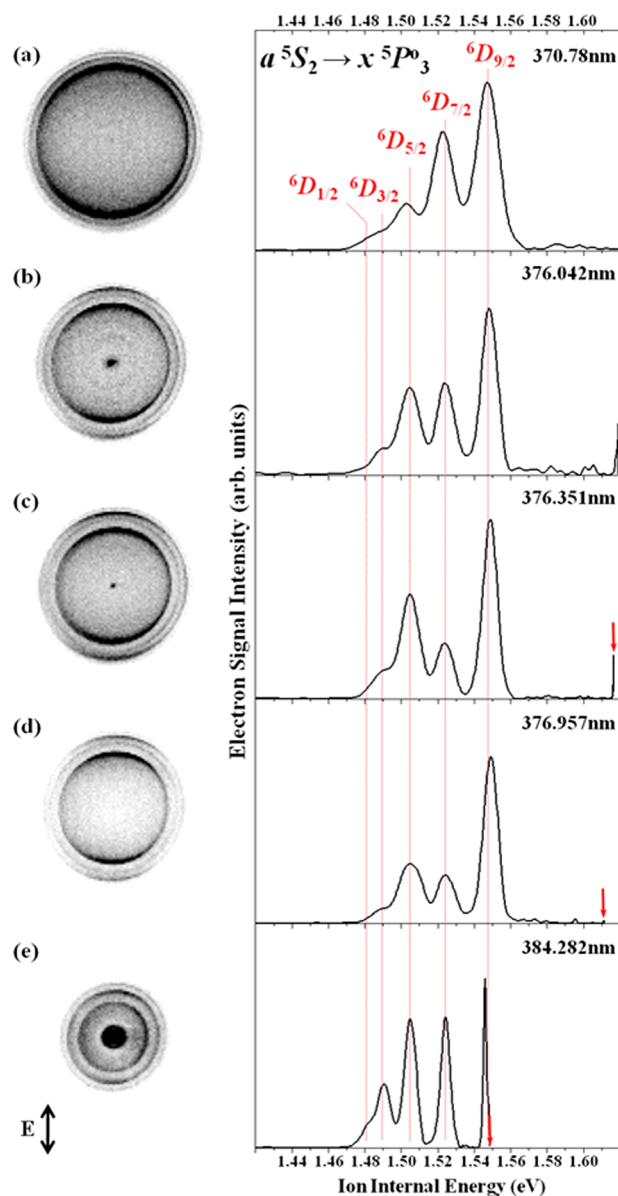 1.44 1.46 1.48 1.50 1.52 1.54 1.56 1.58 1.60
(a)
a ⁵S₂ → x ⁵P°₃
370.78nm
⁶D₉/₂
⁶D₇/₂
⁶D₅/₂
⁶D₁/₂ ⁶D₃/₂
(b)
376.042nm
(c)
376.351nm
Electron Signal Intensity (arb. units)
(d)
376.957nm
(e)
384.282nm
E
1.44 1.46 1.48 1.50 1.52 1.54 1.56 1.58 1.60
Ion Internal Energy (eV)